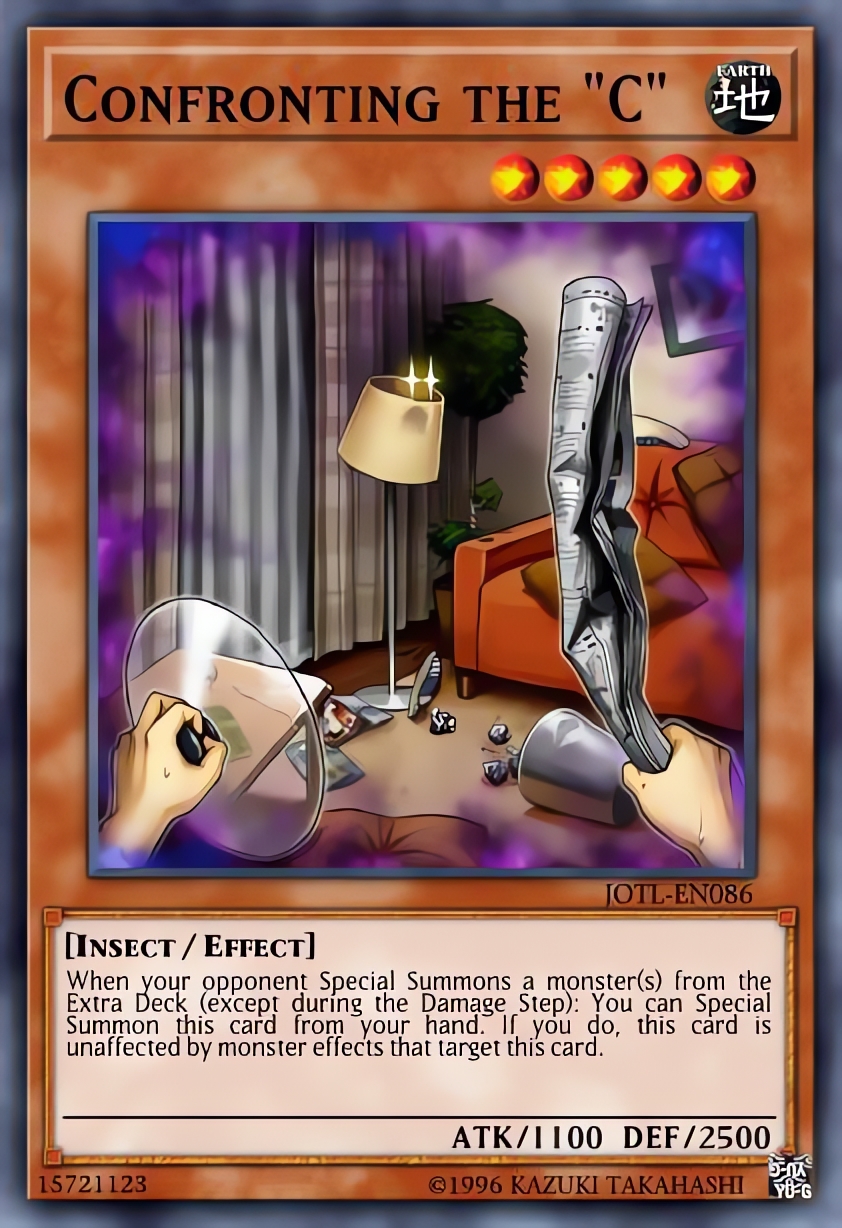 CONFRONTING THE "C"
EARTH
地
JOTL-EN086
[INSECT / EFFECT]
When your opponent Special Summons a monster(s) from the
Extra Deck (except during the Damage Step): You can Special
Summon this card from your hand. If you do, this card is
unaffected by monster effects that target this card.
ATK/1100 DEF/2500
15721123
©1996 KAZUKI TAKAHASHI